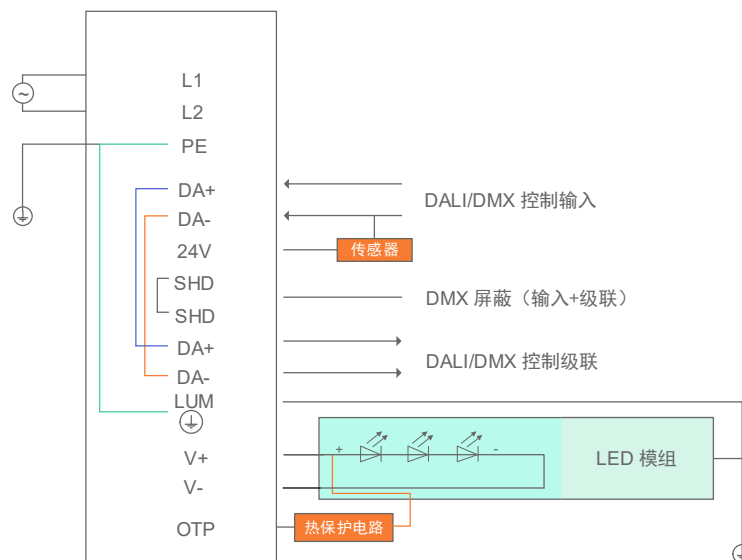 L1
L2
PE
DA+
DALI/DMX 控制输入
DA-
24V
传感器
SHD
DMX 屏蔽（输入+级联）
SHD
DA+
DALI/DMX 控制级联
DA-
LUM
V+
+
-
LED 模组
V-
OTP
热保护电路